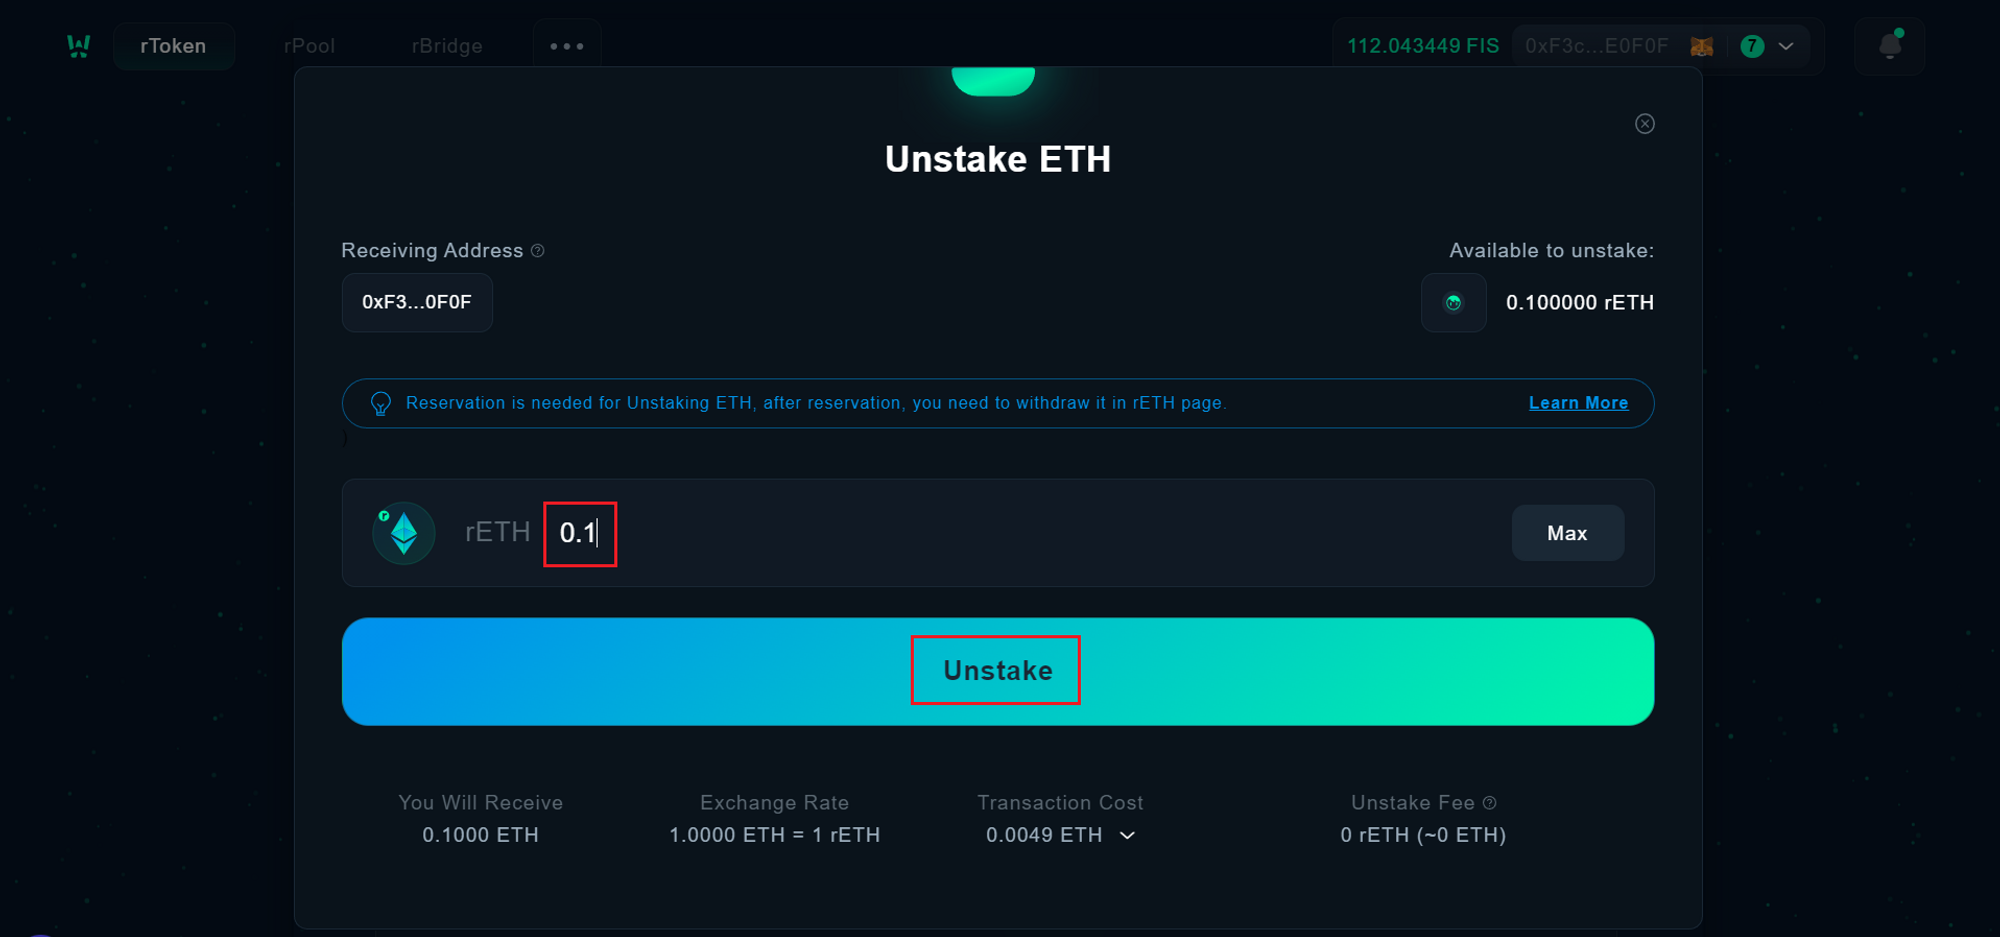 rToken rPool rBridge ••• 112.043449 FIS 0xF3c...E0F0F 7
Unstake ETH
Receiving Address ? Available to unstake:
0xF3...0F0F 0.100000 rETH
Reservation is needed for Unstaking ETH, after reservation, you need to withdraw it in rETH page. Learn More
)
r rETH 0.1 Max
Unstake
You Will Receive Exchange Rate Transaction Cost Unstake Fee ?
0.1000 ETH 1.0000 ETH = 1 rETH 0.0049 ETH 0 rETH (~0 ETH)